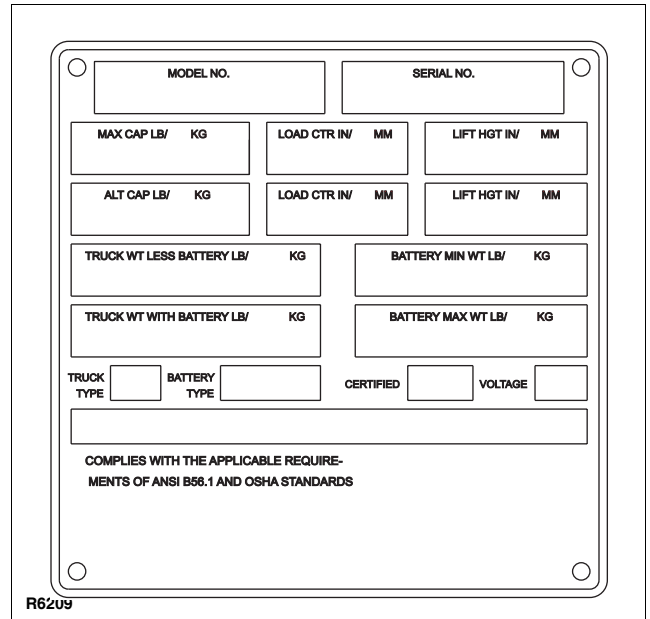 MODEL NO. SERIAL NO.
MAX CAP LB/ KG LOAD CTR IN/ MM LIFT HGT IN/ MM
ALT CAP LB/ KG LOAD CTR IN/ MM LIFT HGT IN/ MM
TRUCK WT LESS BATTERY LB/ KG BATTERY MIN WT LB/ KG
TRUCK WT WITH BATTERY LB/ KG BATTERY MAX WT LB/ KG
TRUCK TYPE BATTERY TYPE CERTIFIED VOLTAGE
COMPLIES WITH THE APPLICABLE REQUIRE-
MENTS OF ANSI B56.1 AND OSHA STANDARDS
R6209